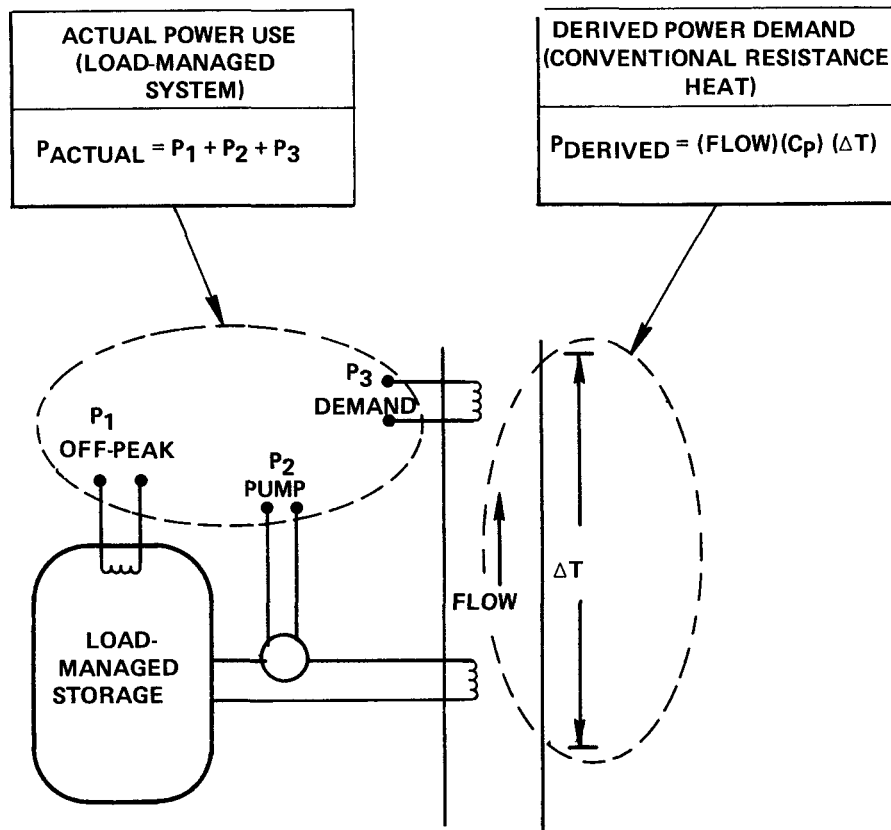 ACTUAL POWER USE
(LOAD-MANAGED
SYSTEM)
PACTUAL = P1 + P2 + P3
DERIVED POWER DEMAND
(CONVENTIONAL RESISTANCE
HEAT)
PDERIVED = (FLOW)(CP) (ΔT)
P3
DEMAND
P1
OFF-PEAK
P2
PUMP
FLOW
ΔT
LOAD-
MANAGED
STORAGE